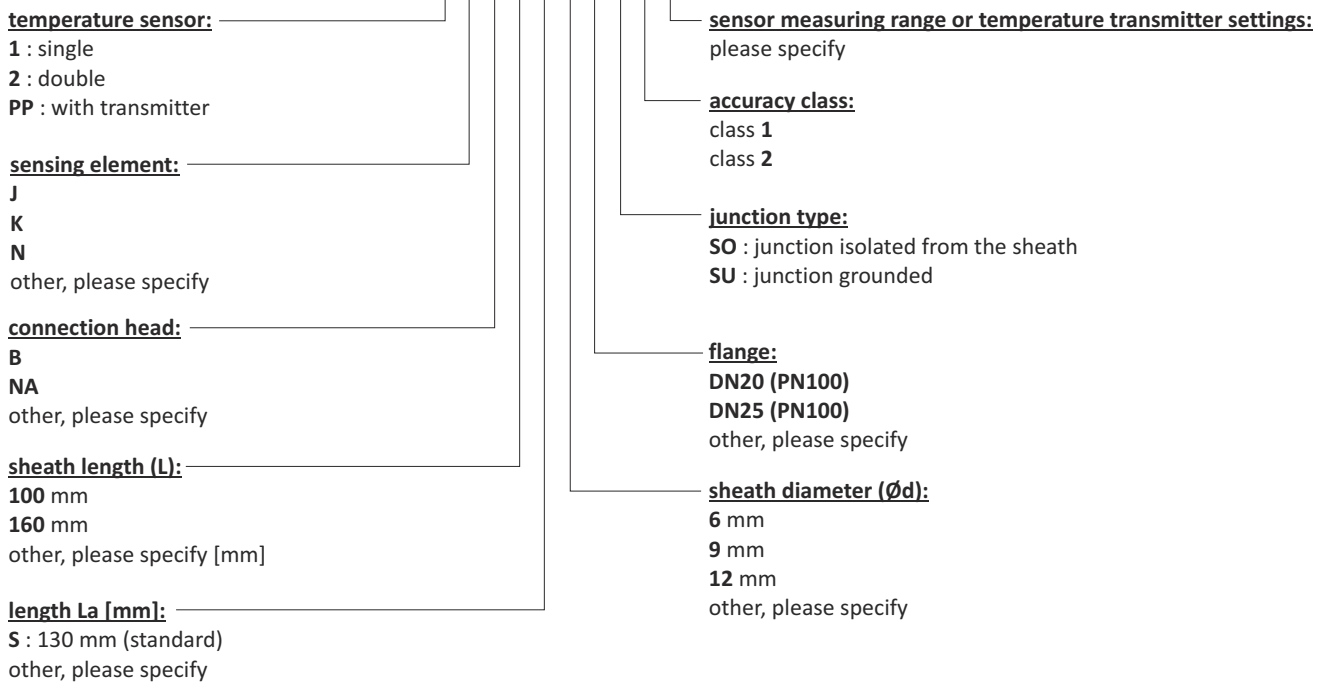 temperature sensor:
1 : single
2 : double
PP : with transmitter
sensing element:
J
K
N
other, please specify
connection head:
B
NA
other, please specify
sheath length (L):
100 mm
160 mm
other, please specify [mm]
length La [mm]:
S : 130 mm (standard)
other, please specify
sensor measuring range or temperature transmitter settings:
please specify
accuracy class:
class 1
class 2
junction type:
SO : junction isolated from the sheath
SU : junction grounded
flange:
DN20 (PN100)
DN25 (PN100)
other, please specify
sheath diameter (Ød):
6 mm
9 mm
12 mm
other, please specify